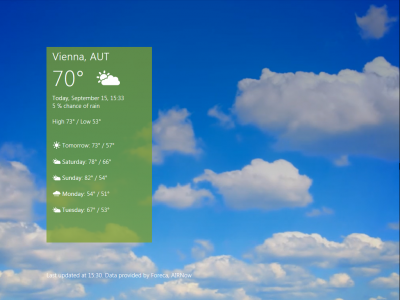 Vienna, AUT
70°
Today, September 15, 15:33
5 % chance of rain
High 73° / Low 53°
Tomorrow: 73° / 57°
Saturday: 78° / 66°
Sunday: 82° / 54°
Monday: 54° / 51°
Tuesday: 67° / 53°
Last updated at 15:30. Data provided by Foreca, AirNow